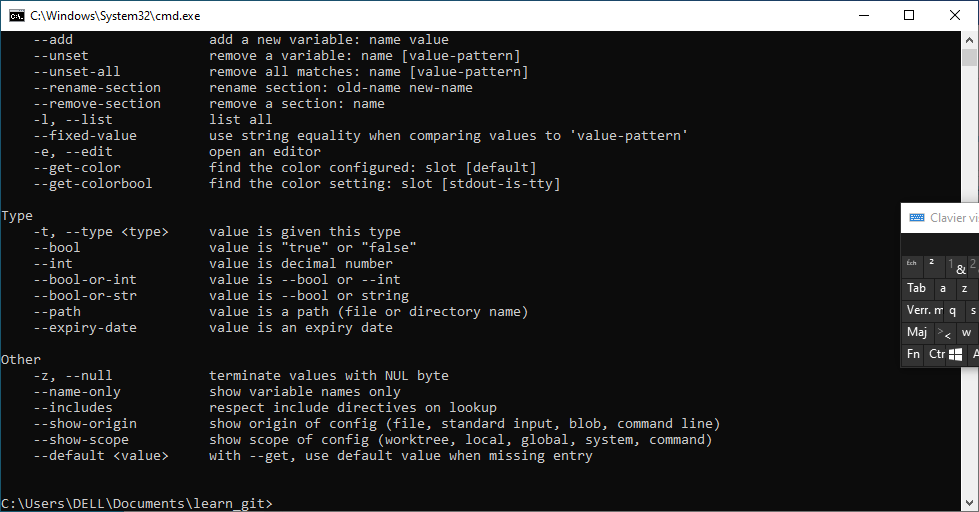 C:\Windows\System32\cmd.exe
--add add a new variable: name value
--unset remove a variable: name [value-pattern]
--unset-all remove all matches: name [value-pattern]
--rename-section rename section: old-name new-name
--remove-section remove a section: name
-l, --list list all
--fixed-value use string equality when comparing values to 'value-pattern'
-e, --edit open an editor
--get-color find the color configured: slot [default]
--get-colorbool find the color setting: slot [stdout-is-tty]
Type
-t, --type <type> value is given this type
--bool value is "true" or "false"
--int value is decimal number
--bool-or-int value is --bool or --int
--bool-or-str value is --bool or string
--path value is a path (file or directory name)
--expiry-date value is an expiry date
Other
-z, --null terminate values with NUL byte
--name-only show variable names only
--includes respect include directives on lookup
--show-origin show origin of config (file, standard input, blob, command line)
--show-scope show scope of config (worktree, local, global, system, command)
--default <value> with --get, use default value when missing entry
C:\Users\DELL\Documents\learn_git>
Clavier vi
Éch ² 1 & 2
Tab a z
Verr. m q s
Maj > < w
Fn Ctr A